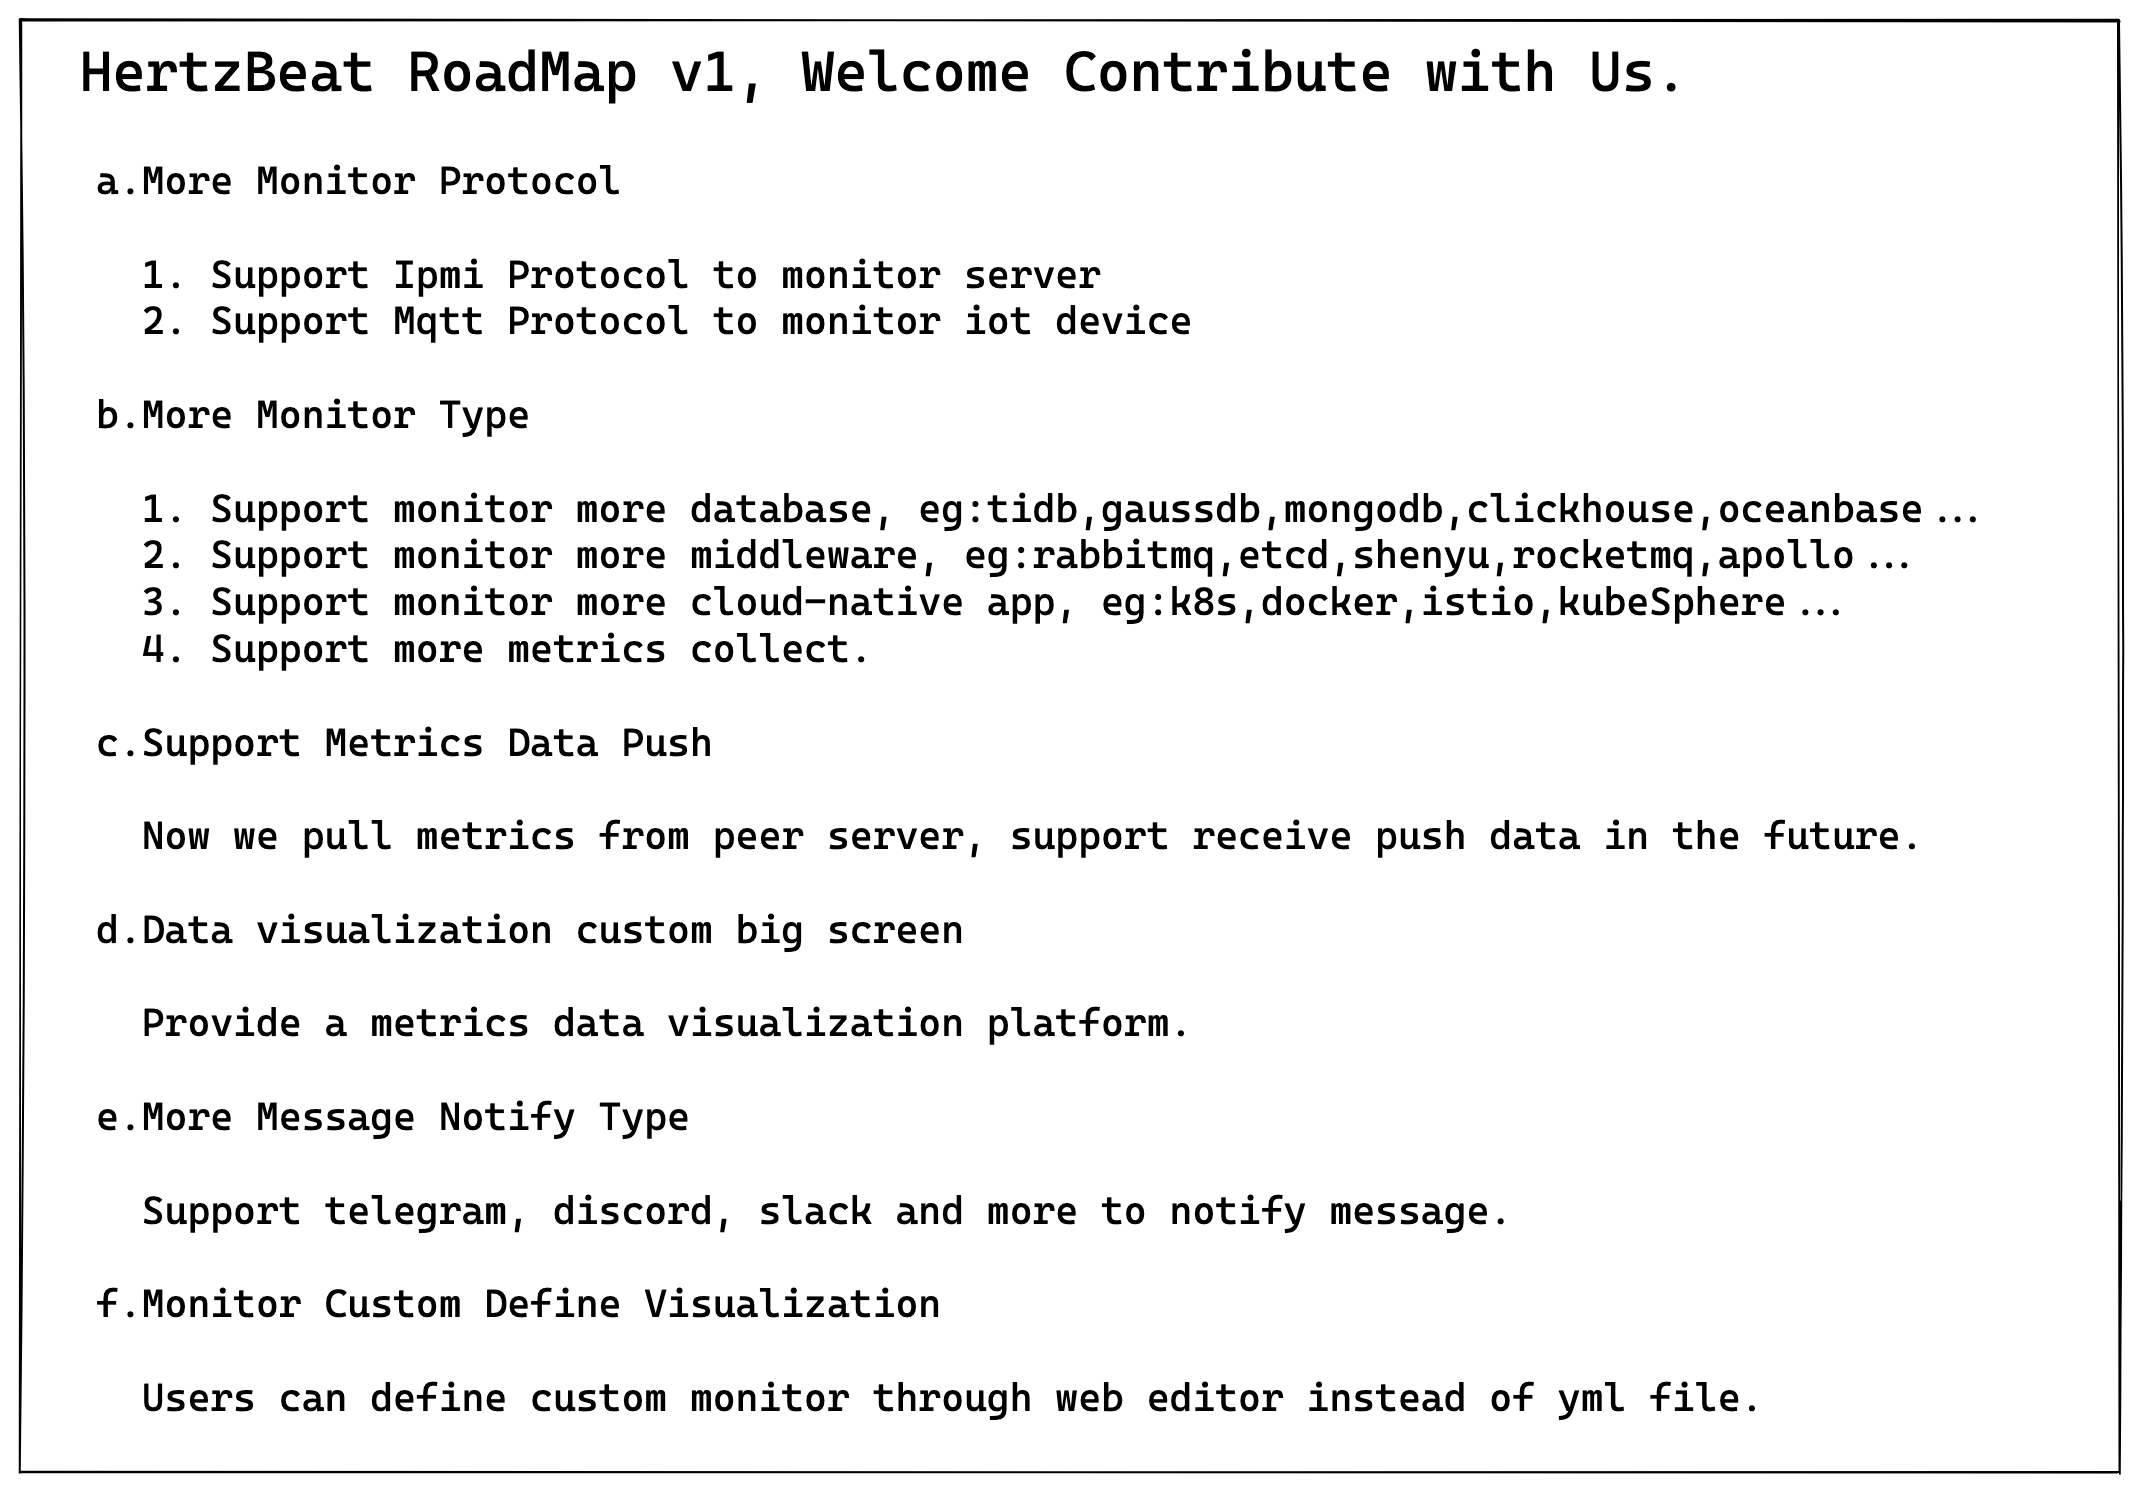 HertzBeat RoadMap v1, Welcome Contribute with Us.
a.More Monitor Protocol
1. Support Ipmi Protocol to monitor server
2. Support Mqtt Protocol to monitor iot device
b.More Monitor Type
1. Support monitor more database, eg:tidb,gaussdb,mongodb,clickhouse,oceanbase...
2. Support monitor more middleware, eg:rabbitmq,etcd,shenyu,rocketmq,apollo...
3. Support monitor more cloud-native app, eg:k8s,docker,istio,kubeSphere...
4. Support more metrics collect.
c.Support Metrics Data Push
Now we pull metrics from peer server, support receive push data in the future.
d.Data visualization custom big screen
Provide a metrics data visualization platform.
e.More Message Notify Type
Support telegram, discord, slack and more to notify message.
f.Monitor Custom Define Visualization
Users can define custom monitor through web editor instead of yml file.